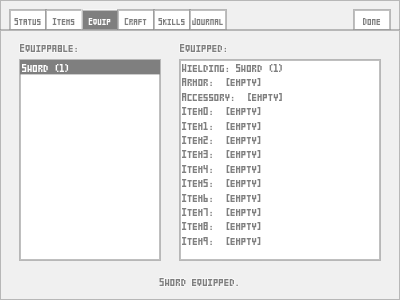 Status Items Equip Craft Skills Journal Done
Equippable: Equipped:
Sword (1) Wielding: Sword (1)
Armor: [Empty]
Accessory: [Empty]
Item0: [Empty]
Item1: [Empty]
Item2: [Empty]
Item3: [Empty]
Item4: [Empty]
Item5: [Empty]
Item6: [Empty]
Item7: [Empty]
Item8: [Empty]
Item9: [Empty]
Sword equipped.